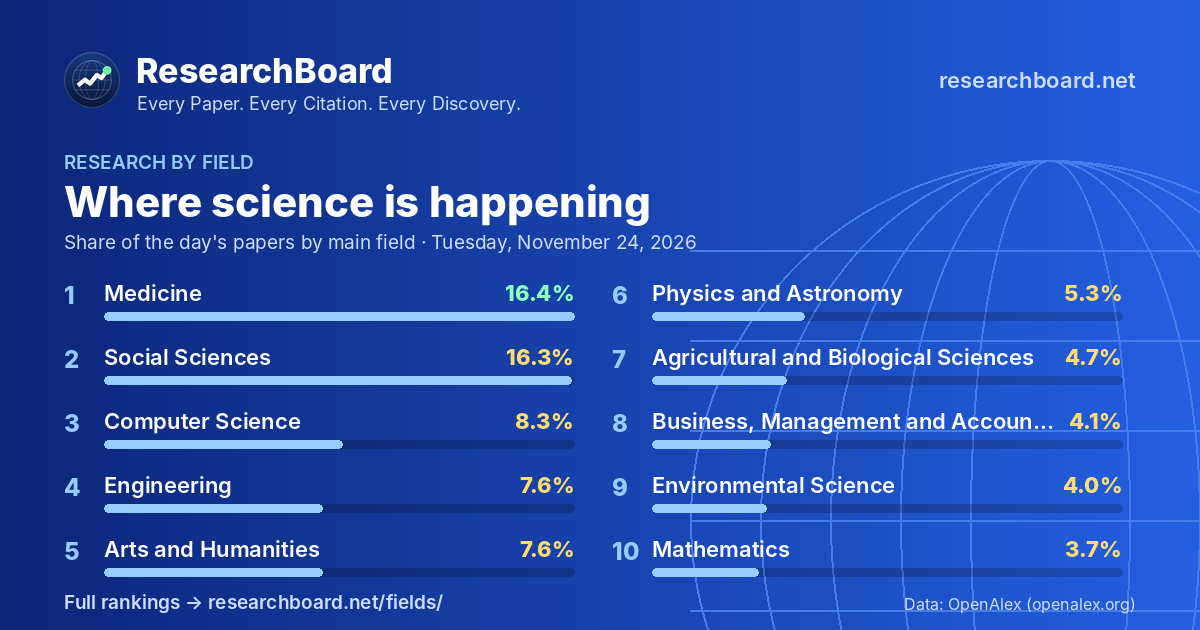 ResearchBoard
Every Paper. Every Citation. Every Discovery.
researchboard.net
RESEARCH BY FIELD
Where science is happening
Share of the day's papers by main field · Tuesday, November 24, 2026
1 Medicine 16.4%
2 Social Sciences 16.3%
3 Computer Science 8.3%
4 Engineering 7.6%
5 Arts and Humanities 7.6%
6 Physics and Astronomy 5.3%
7 Agricultural and Biological Sciences 4.7%
8 Business, Management and Accoun... 4.1%
9 Environmental Science 4.0%
10 Mathematics 3.7%
Full rankings → researchboard.net/fields/
Data: OpenAlex (openalex.org)